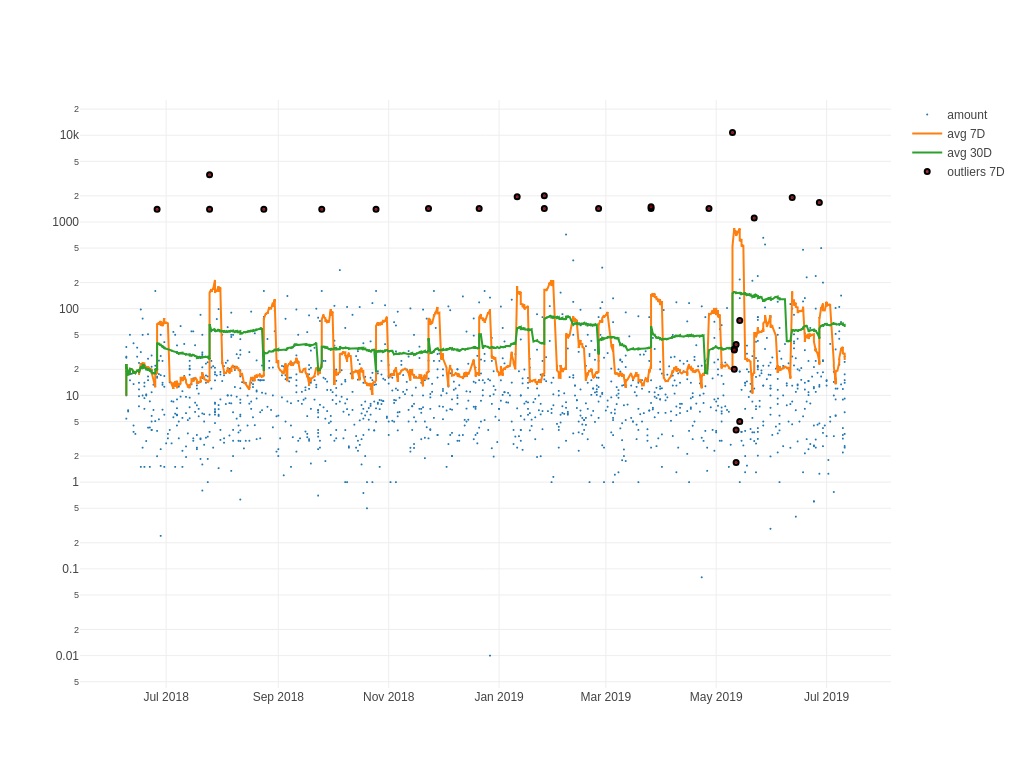 2
10k
5
2
1000
5
2
100
5
2
10
5
2
1
5
2
0.1
5
2
0.01
5
Jul 2018
Sep 2018
Nov 2018
Jan 2019
Mar 2019
May 2019
Jul 2019
amount
avg 7D
avg 30D
outliers 7D